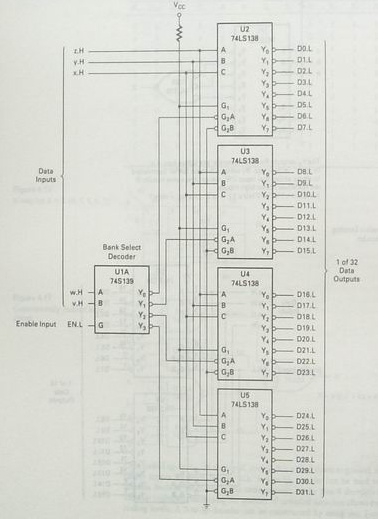 VCC
U2
74LS138
z.H
y.H
x.H
A
B
C
G1
G2A
G2B
Y0
Y1
Y2
Y3
Y4
Y5
Y6
Y7
D0.L
D1.L
D2.L
D3.L
D4.L
D5.L
D6.L
D7.L
U3
74LS138
A
B
C
G1
G2A
G2B
Y0
Y1
Y2
Y3
Y4
Y5
Y6
Y7
D8.L
D9.L
D10.L
D11.L
D12.L
D13.L
D14.L
D15.L
Data
Inputs
Bank Select
Decoder
U1A
74S139
w.H
v.H
Enable Input
EN.L
A
B
G
Y0
Y1
Y2
Y3
1 of 32
Data
Outputs
U4
74LS138
A
B
C
G1
G2A
G2B
Y0
Y1
Y2
Y3
Y4
Y5
Y6
Y7
D16.L
D17.L
D18.L
D19.L
D20.L
D21.L
D22.L
D23.L
U5
74LS138
A
B
C
G1
G2A
G2B
Y0
Y1
Y2
Y3
Y4
Y5
Y6
Y7
D24.L
D25.L
D26.L
D27.L
D28.L
D29.L
D30.L
D31.L